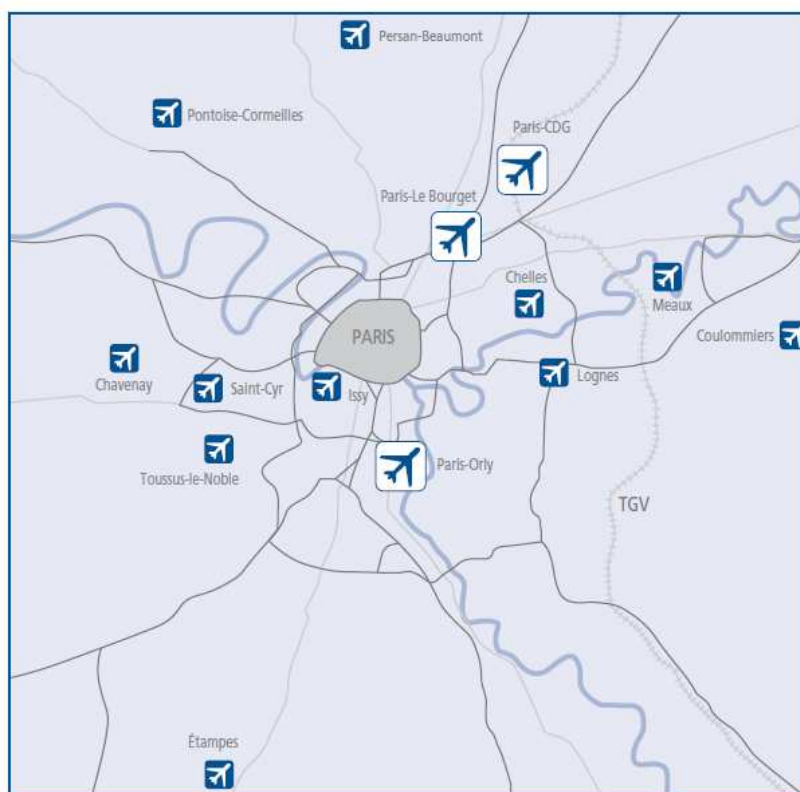 Persan-Beaumont
Pontoise-Cormeilles
Paris-CDG
Paris-Le Bourget
Chelles
Meaux
PARIS
Coulommiers
Chavenay
Saint-Cyr
Issy
Lognes
Toussus-le-Noble
Paris-Orly
TGV
Étampes